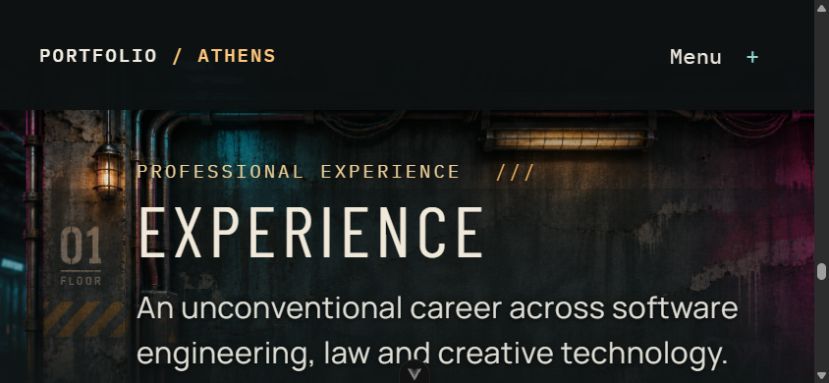 PORTFOLIO / ATHENS
Menu +
PROFESSIONAL EXPERIENCE ///
EXPERIENCE
01
FLOOR
An unconventional career across software
engineering, law and creative technology.